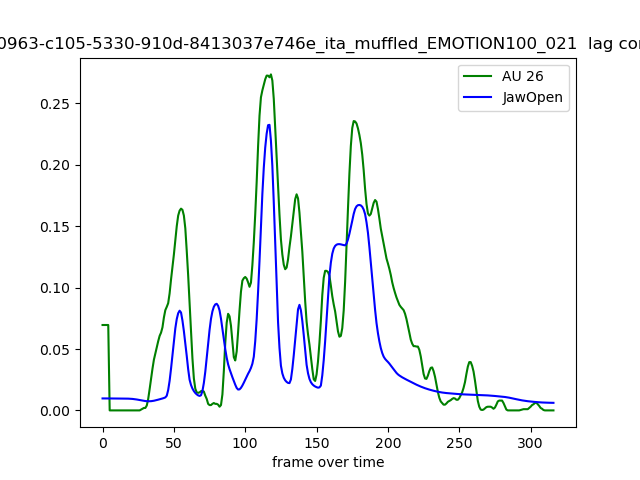 0963-c105-5330-910d-8413037e746e_ita_muffled_EMOTION100_021 lag cor
AU 26
JawOpen
0.25
0.20
0.15
0.10
0.05
0.00
0 50 100 150 200 250 300
frame over time